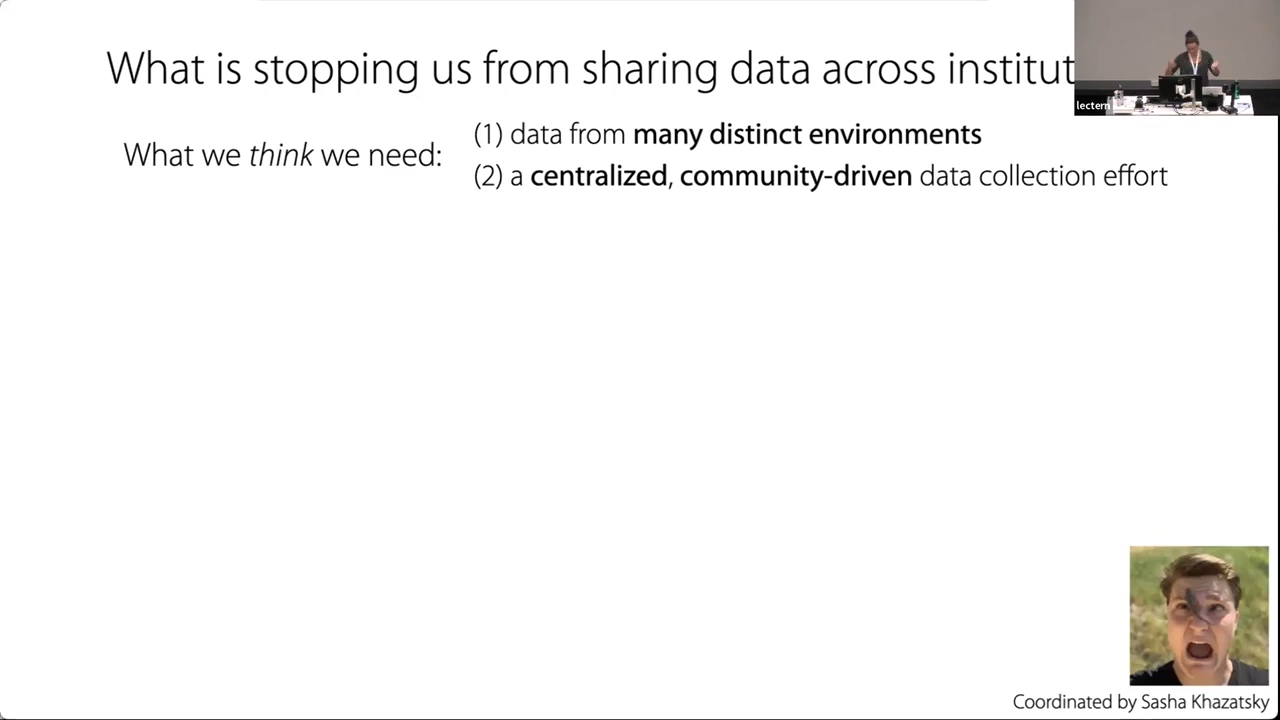 What is stopping us from sharing data across institut
lectern
What we think we need:
(1) data from many distinct environments
(2) a centralized, community-driven data collection effort
Coordinated by Sasha Khazatsky